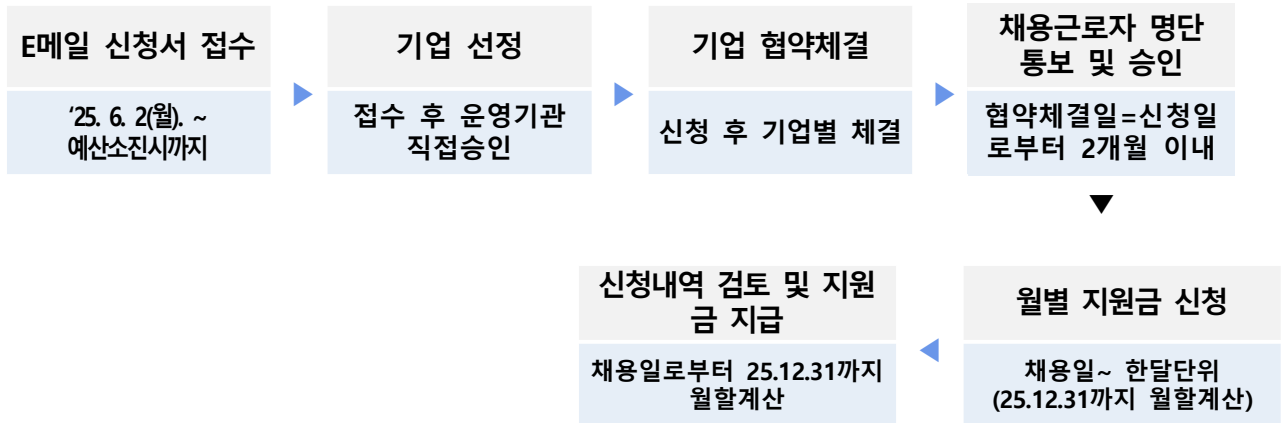 E메일 신청서 접수
‘25. 6. 2(월). ~
예산소진시까지
기업 선정
접수 후 운영기관
직접승인
기업 협약체결
신청 후 기업별 체결
채용근로자 명단
통보 및 승인
협약체결일=신청일
로부터 2개월 이내
월별 지원금 신청
채용일~ 한달단위
(25.12.31까지 월할계산)
신청내역 검토 및 지원
금 지급
채용일로부터 25.12.31까지
월할계산